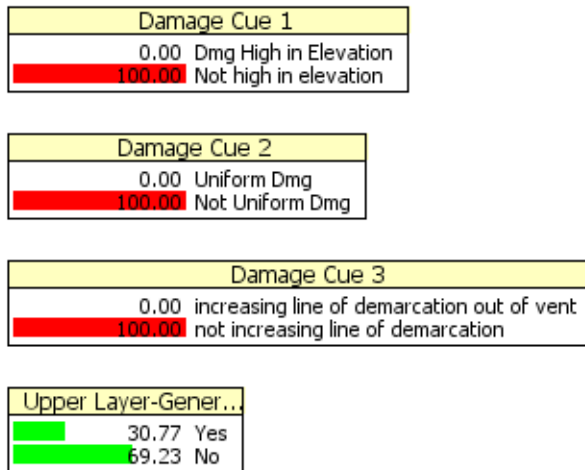 Damage Cue 1
0.00 Dmg High in Elevation
100.00 Not high in elevation
Damage Cue 2
0.00 Uniform Dmg
100.00 Not Uniform Dmg
Damage Cue 3
0.00 increasing line of demarcation out of vent
100.00 not increasing line of demarcation
Upper Layer-Gener...
30.77 Yes
69.23 No